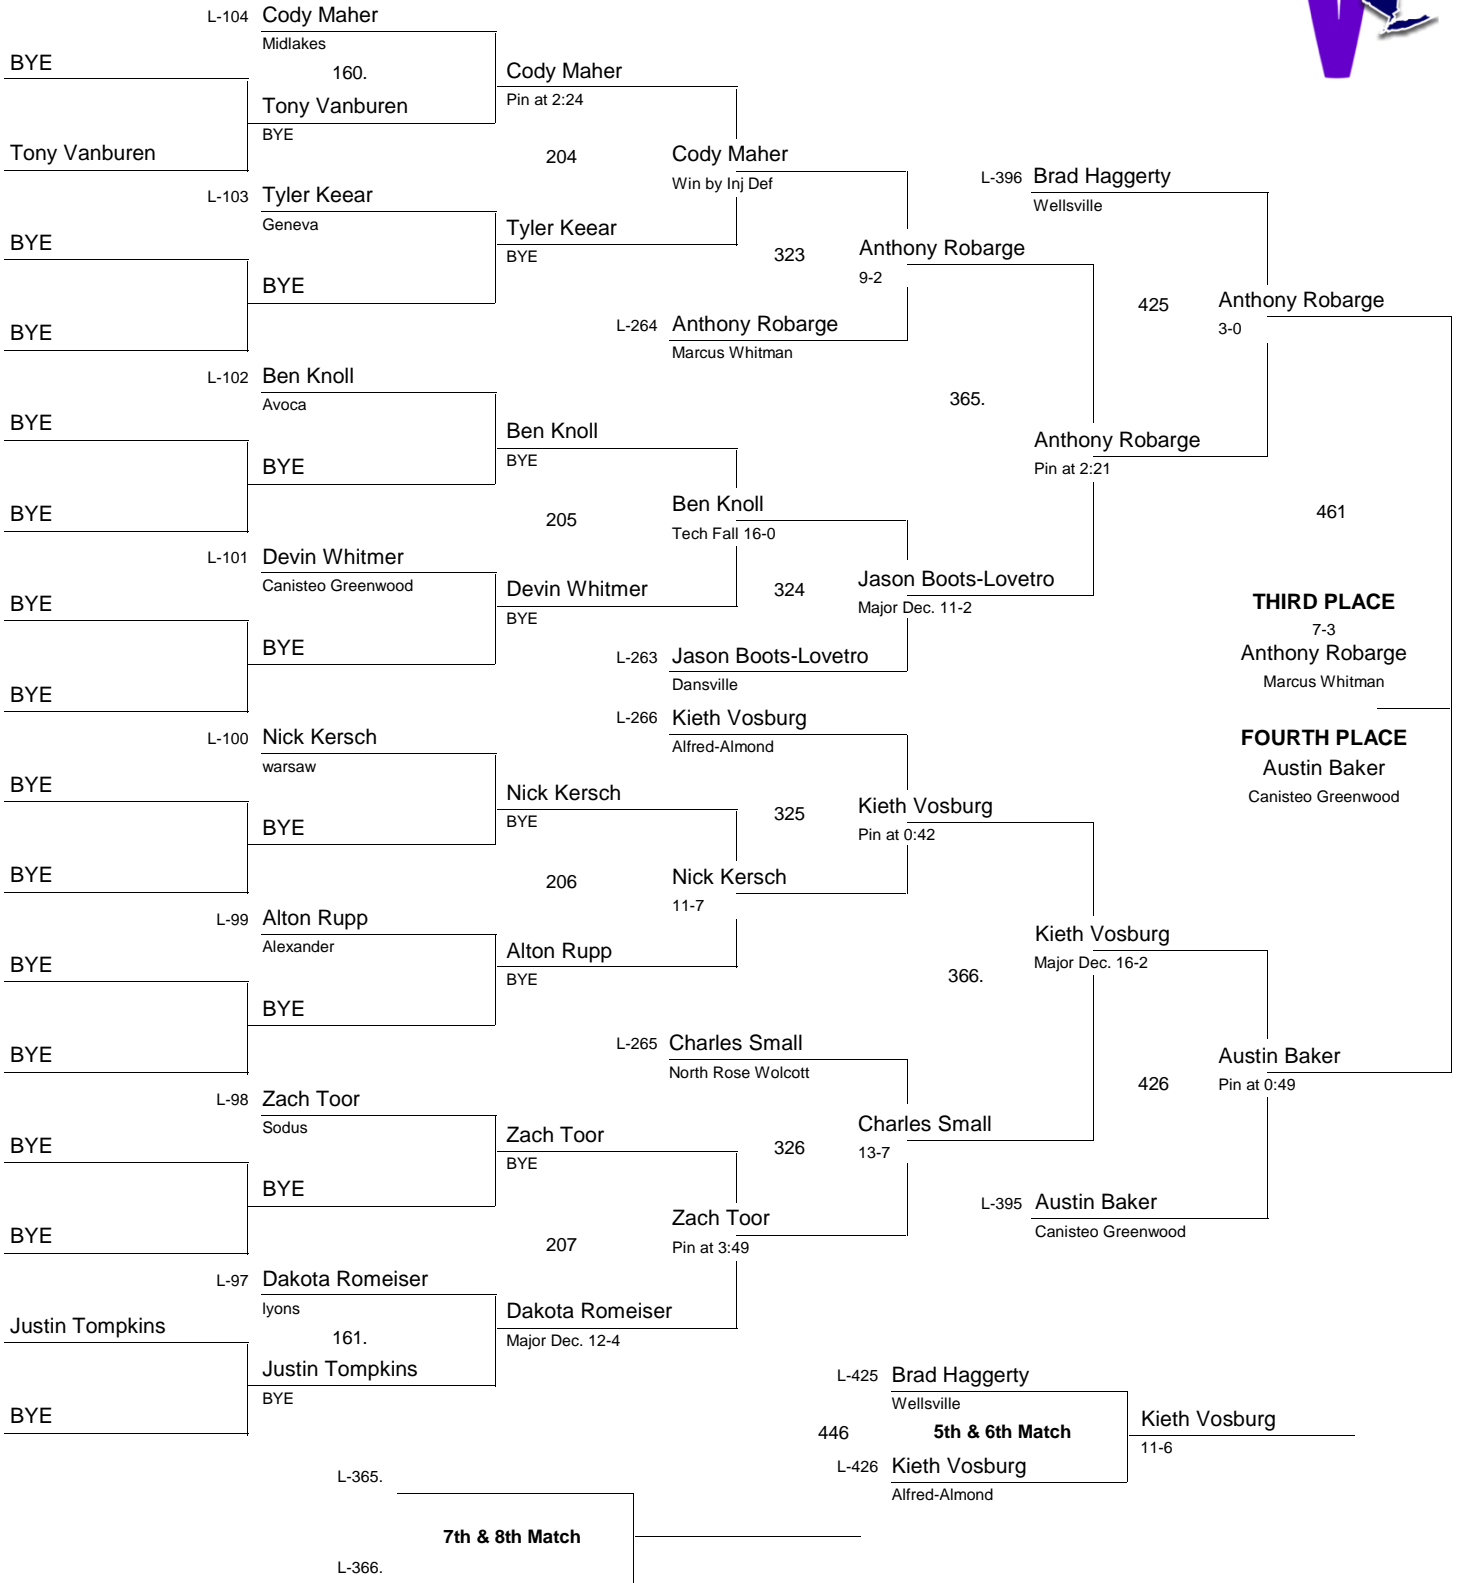 L-104 Cody Maher
Midlakes
BYE
160.
Cody Maher
Pin at 2:24
Tony Vanburen
BYE
Tony Vanburen
204
Cody Maher
Win by Inj Def
L-396 Brad Haggerty
Wellsville
L-103 Tyler Keear
Geneva
Tyler Keear
BYE
BYE
323
Anthony Robarge
9-2
BYE
425
Anthony Robarge
3-0
BYE
L-264 Anthony Robarge
Marcus Whitman
L-102 Ben Knoll
Avoca
365.
BYE
Ben Knoll
BYE
Anthony Robarge
Pin at 2:21
BYE
BYE
205
Ben Knoll
Tech Fall 16-0
461
L-101 Devin Whitmer
Canisteo Greenwood
Devin Whitmer
BYE
324
Jason Boots-Lovetro
Major Dec. 11-2
BYE
THIRD PLACE
7-3
Anthony Robarge
Marcus Whitman
BYE
L-263 Jason Boots-Lovetro
Dansville
BYE
L-266 Kieth Vosburg
Alfred-Almond
L-100 Nick Kersch
warsaw
FOURTH PLACE
Austin Baker
Canisteo Greenwood
BYE
Nick Kersch
BYE
325
Kieth Vosburg
Pin at 0:42
BYE
BYE
206
Nick Kersch
11-7
L-99 Alton Rupp
Alexander
Alton Rupp
BYE
Kieth Vosburg
Major Dec. 16-2
BYE
366.
BYE
BYE
L-265 Charles Small
North Rose Wolcott
Austin Baker
Pin at 0:49
426
L-98 Zach Toor
Sodus
Zach Toor
BYE
326
Charles Small
13-7
BYE
BYE
L-395 Austin Baker
Canisteo Greenwood
BYE
207
Zach Toor
Pin at 3:49
L-97 Dakota Romeiser
lyons
Dakota Romeiser
Major Dec. 12-4
Justin Tompkins
161.
Justin Tompkins
BYE
BYE
L-425 Brad Haggerty
Wellsville
446
5th & 6th Match
Kieth Vosburg
11-6
L-426 Kieth Vosburg
Alfred-Almond
L-365.
7th & 8th Match
L-366.